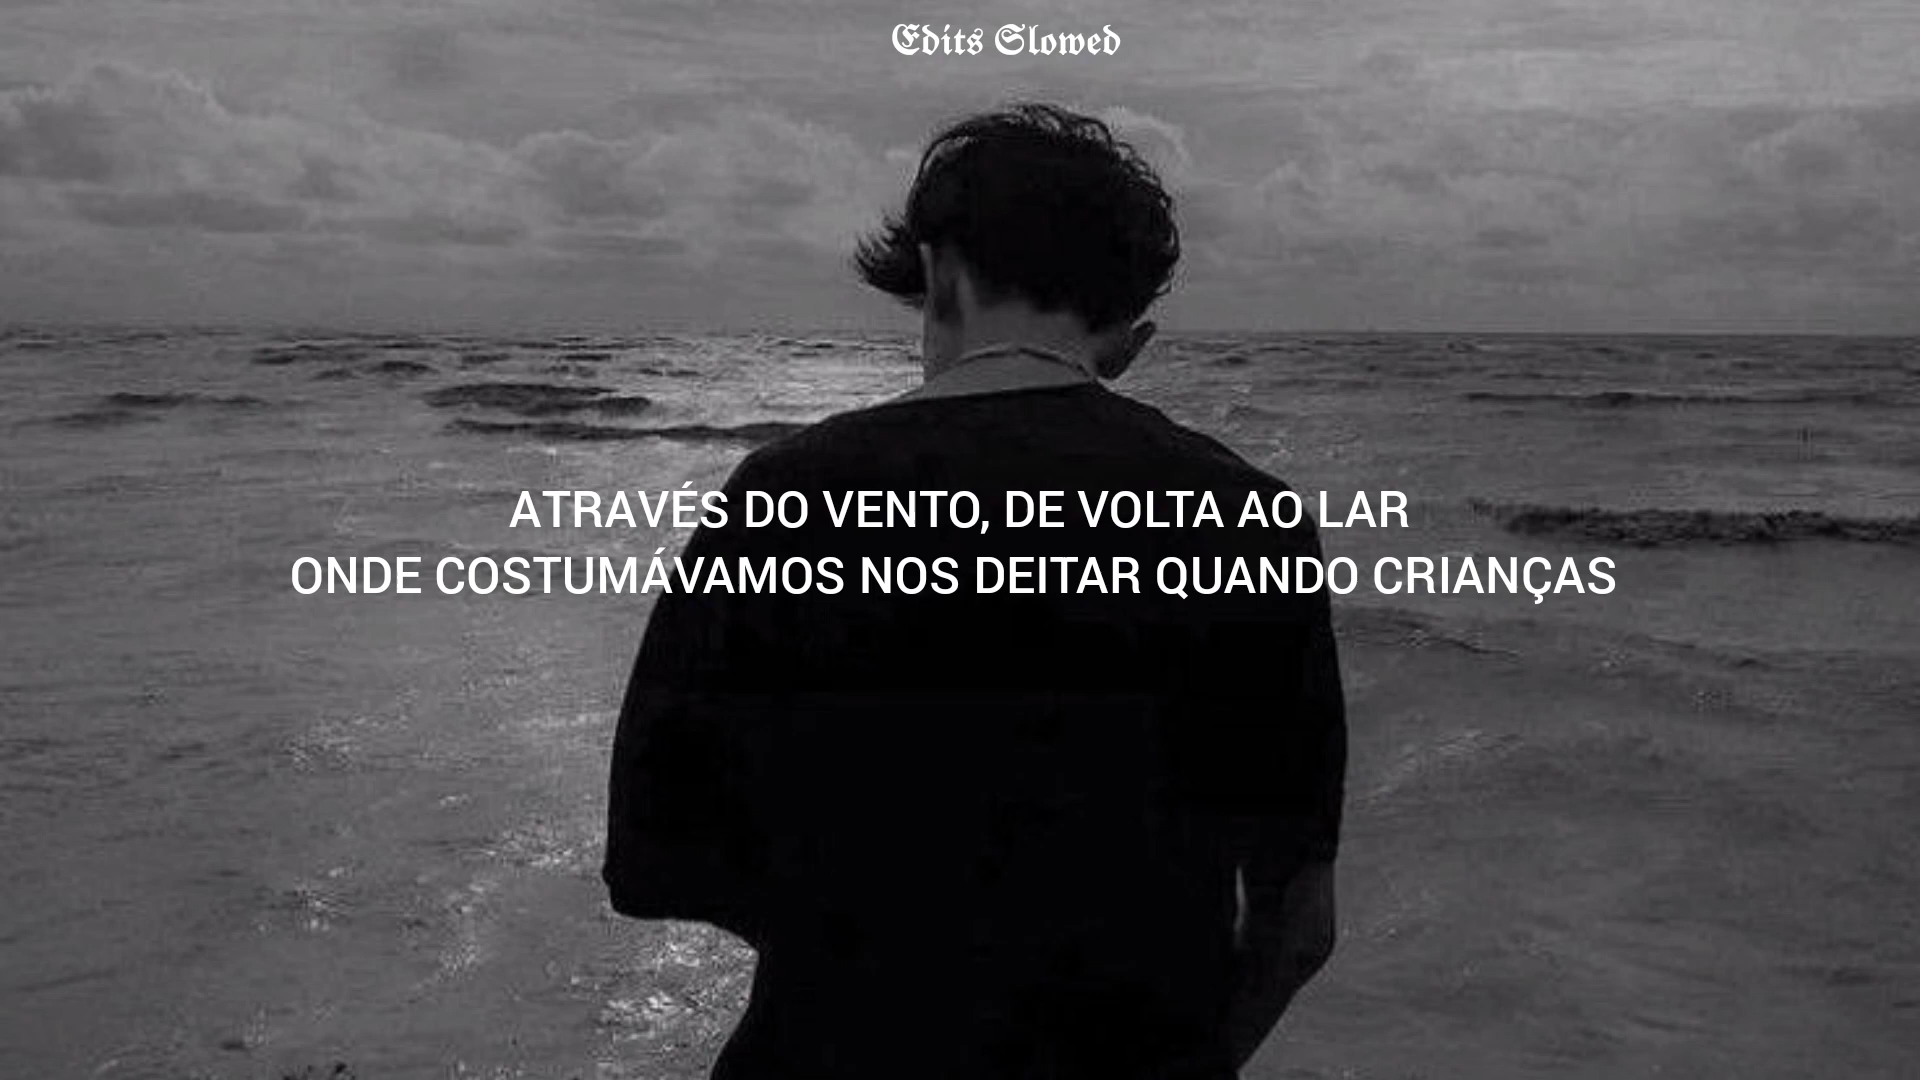 Edits Slowed
ATRAVÉS DO VENTO, DE VOLTA AO LAR
ONDE COSTUMÁVAMOS NOS DEITAR QUANDO CRIANÇAS